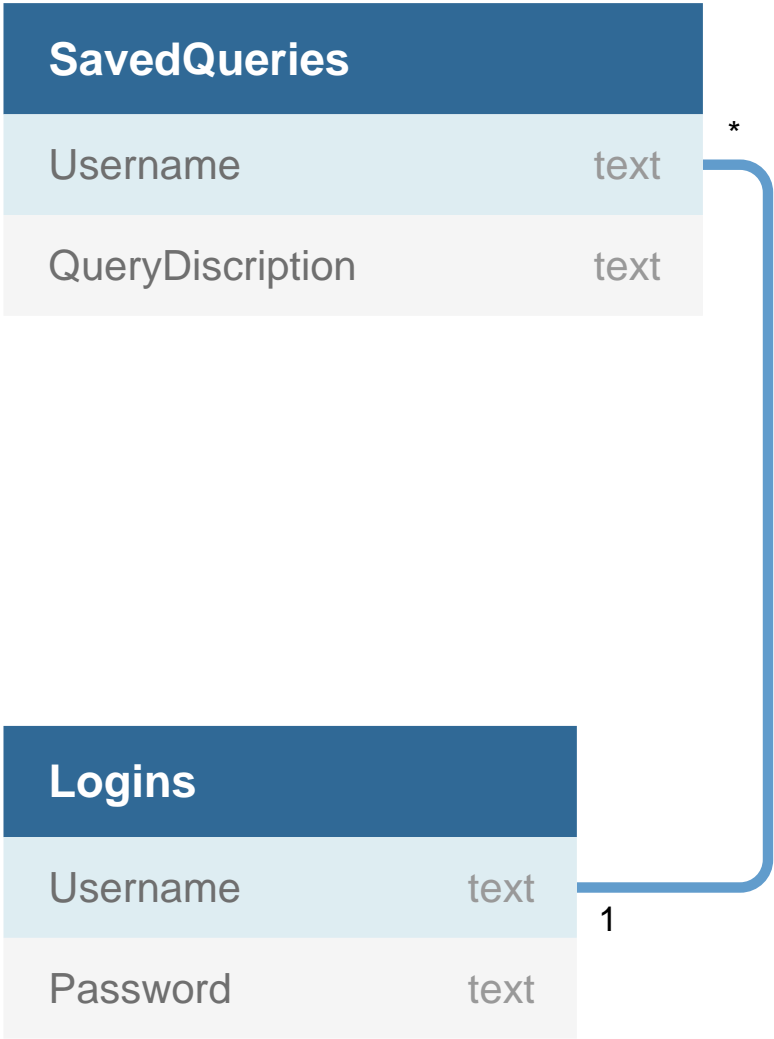 SavedQueries
*
Username text
QueryDiscription text
Logins
Username text
1
Password text